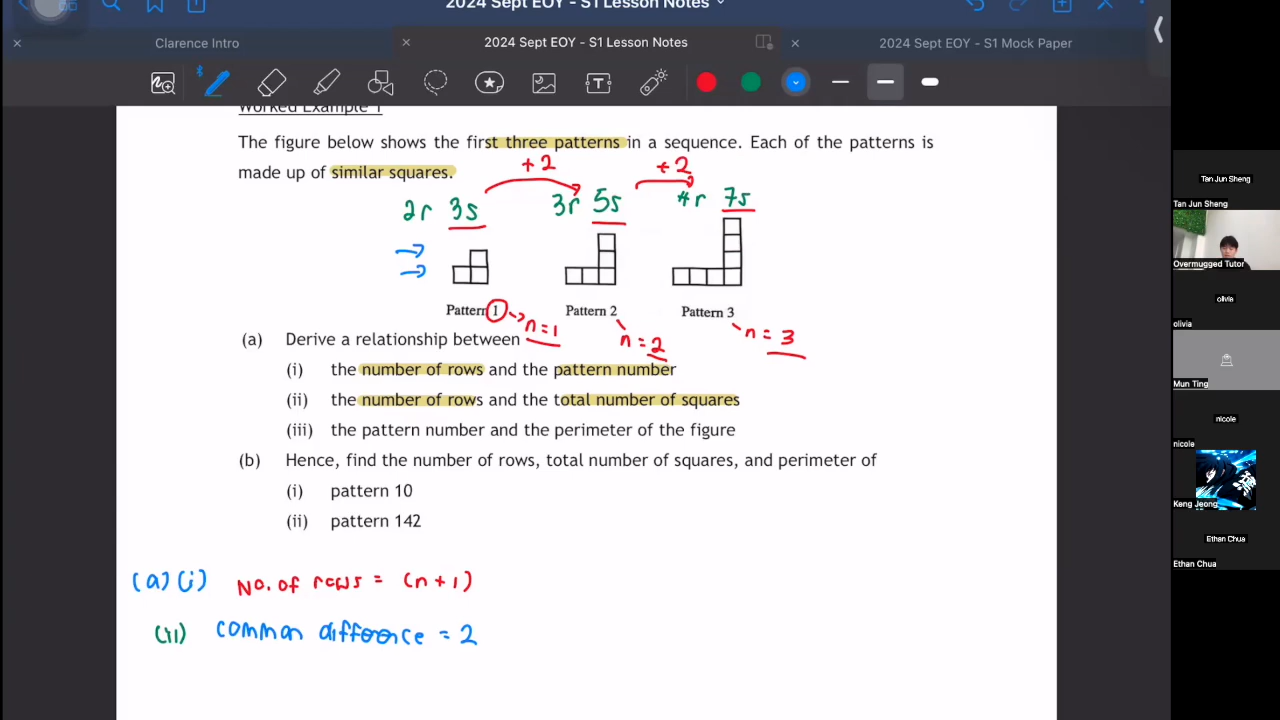 2024 Sept EOY - S1 Lesson Notes
Clarence Intro
2024 Sept EOY - S1 Lesson Notes
2024 Sept EOY - S1 Mock Paper
Worked Example 1
The figure below shows the first three patterns in a sequence. Each of the patterns is
made up of similar squares.
+2
+2
2r 3s
3r 5s
4r 7s
Pattern 1
Pattern 2
Pattern 3
n=1
n = 2
n = 3
(a) Derive a relationship between
(i) the number of rows and the pattern number
(ii) the number of rows and the total number of squares
(iii) the pattern number and the perimeter of the figure
(b) Hence, find the number of rows, total number of squares, and perimeter of
(i) pattern 10
(ii) pattern 142
(a)(i) No. of rows = (n+1)
(ii) common difference = 2
Tan Jun Sheng
Tan Jun Sheng
Overmugged Tutor
olivia
olivia
Mun Ting
nicole
nicole
Keng Jeong
Ethan Chua
Ethan Chua